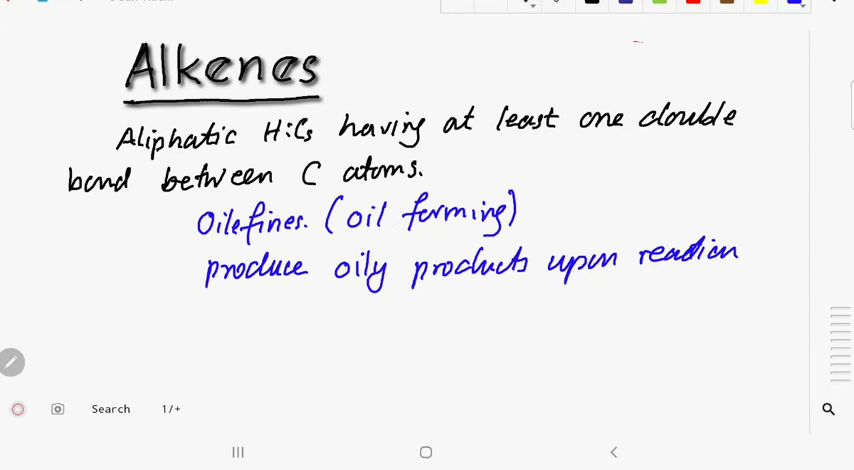 Alkenes
Aliphatic H:Cs having at least one double
bond between C atoms.
Oilefines. (oil forming)
produce oily products upon reaction
Search 1/+